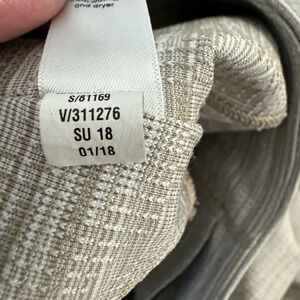 and dryer
S/81169
V/311276
SU 18
01/18